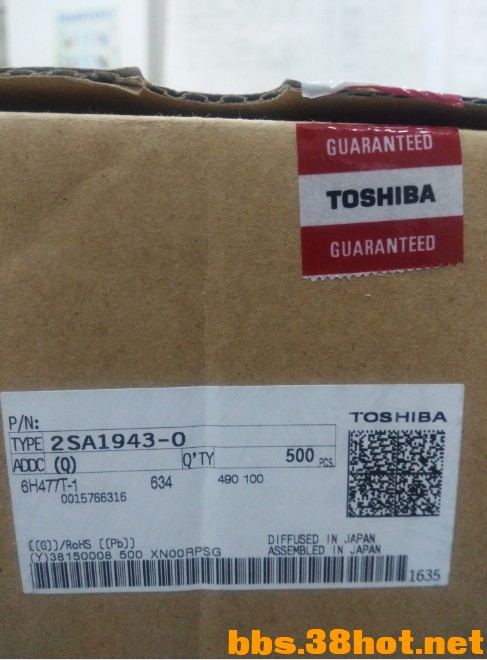 GUARANTEED
TOSHIBA
GUARANTEED
P/N:
TOSHIBA
TYPE 2SA1943-O
ADDC (Q) Q'TY 500 PCS.
6H477T-1 634 490 100
0015766316
[[G]]/RoHS [[Pb]] DIFFUSED IN JAPAN
(Y)38150008 500 XN00RPSG ASSEMBLED IN JAPAN
1635
bbs.38hot.net